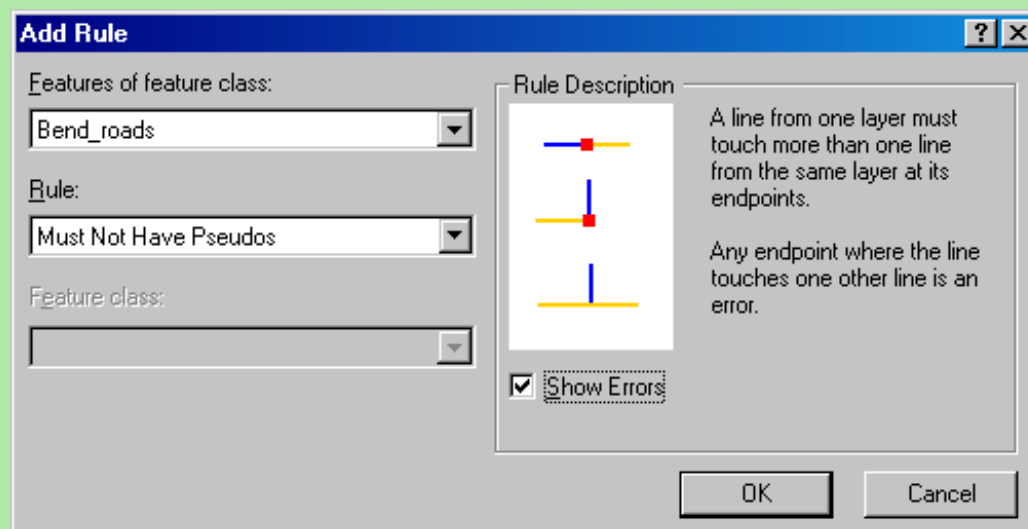 Add Rule
Features of feature class:
Bend_roads
Rule:
Must Not Have Pseudos
Feature class:
Rule Description
A line from one layer must
touch more than one line
from the same layer at its
endpoints.
Any endpoint where the line
touches one other line is an
error.
Show Errors
OK
Cancel